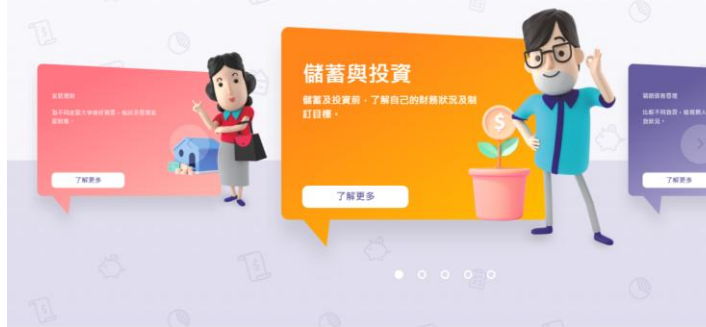 儲蓄與投資
儲蓄及投資前，了解自己的財務狀況及制
訂目標。
了解更多
了解更多
了解更多